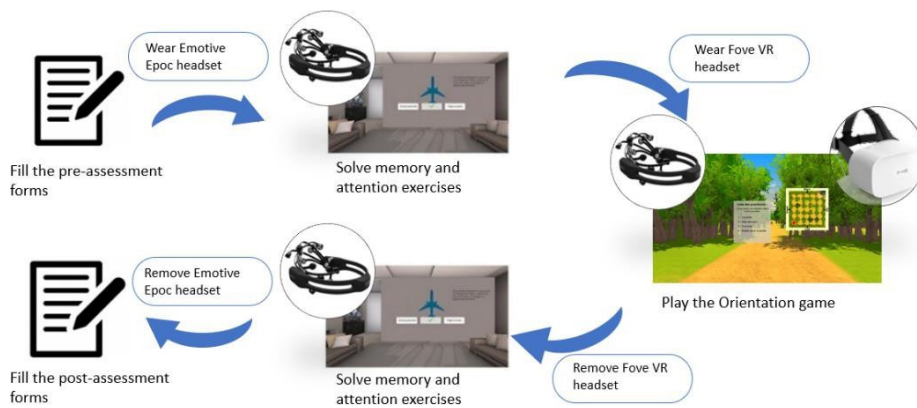 Wear Emotive
Epoc headset
Wear Fove VR
headset
Fill the pre-assessment
forms
Solve memory and
attention exercises
Play the Orientation game
Remove Emotive
Epoc headset
Remove Fove VR
headset
Fill the post-assessment
forms
Solve memory and
attention exercises